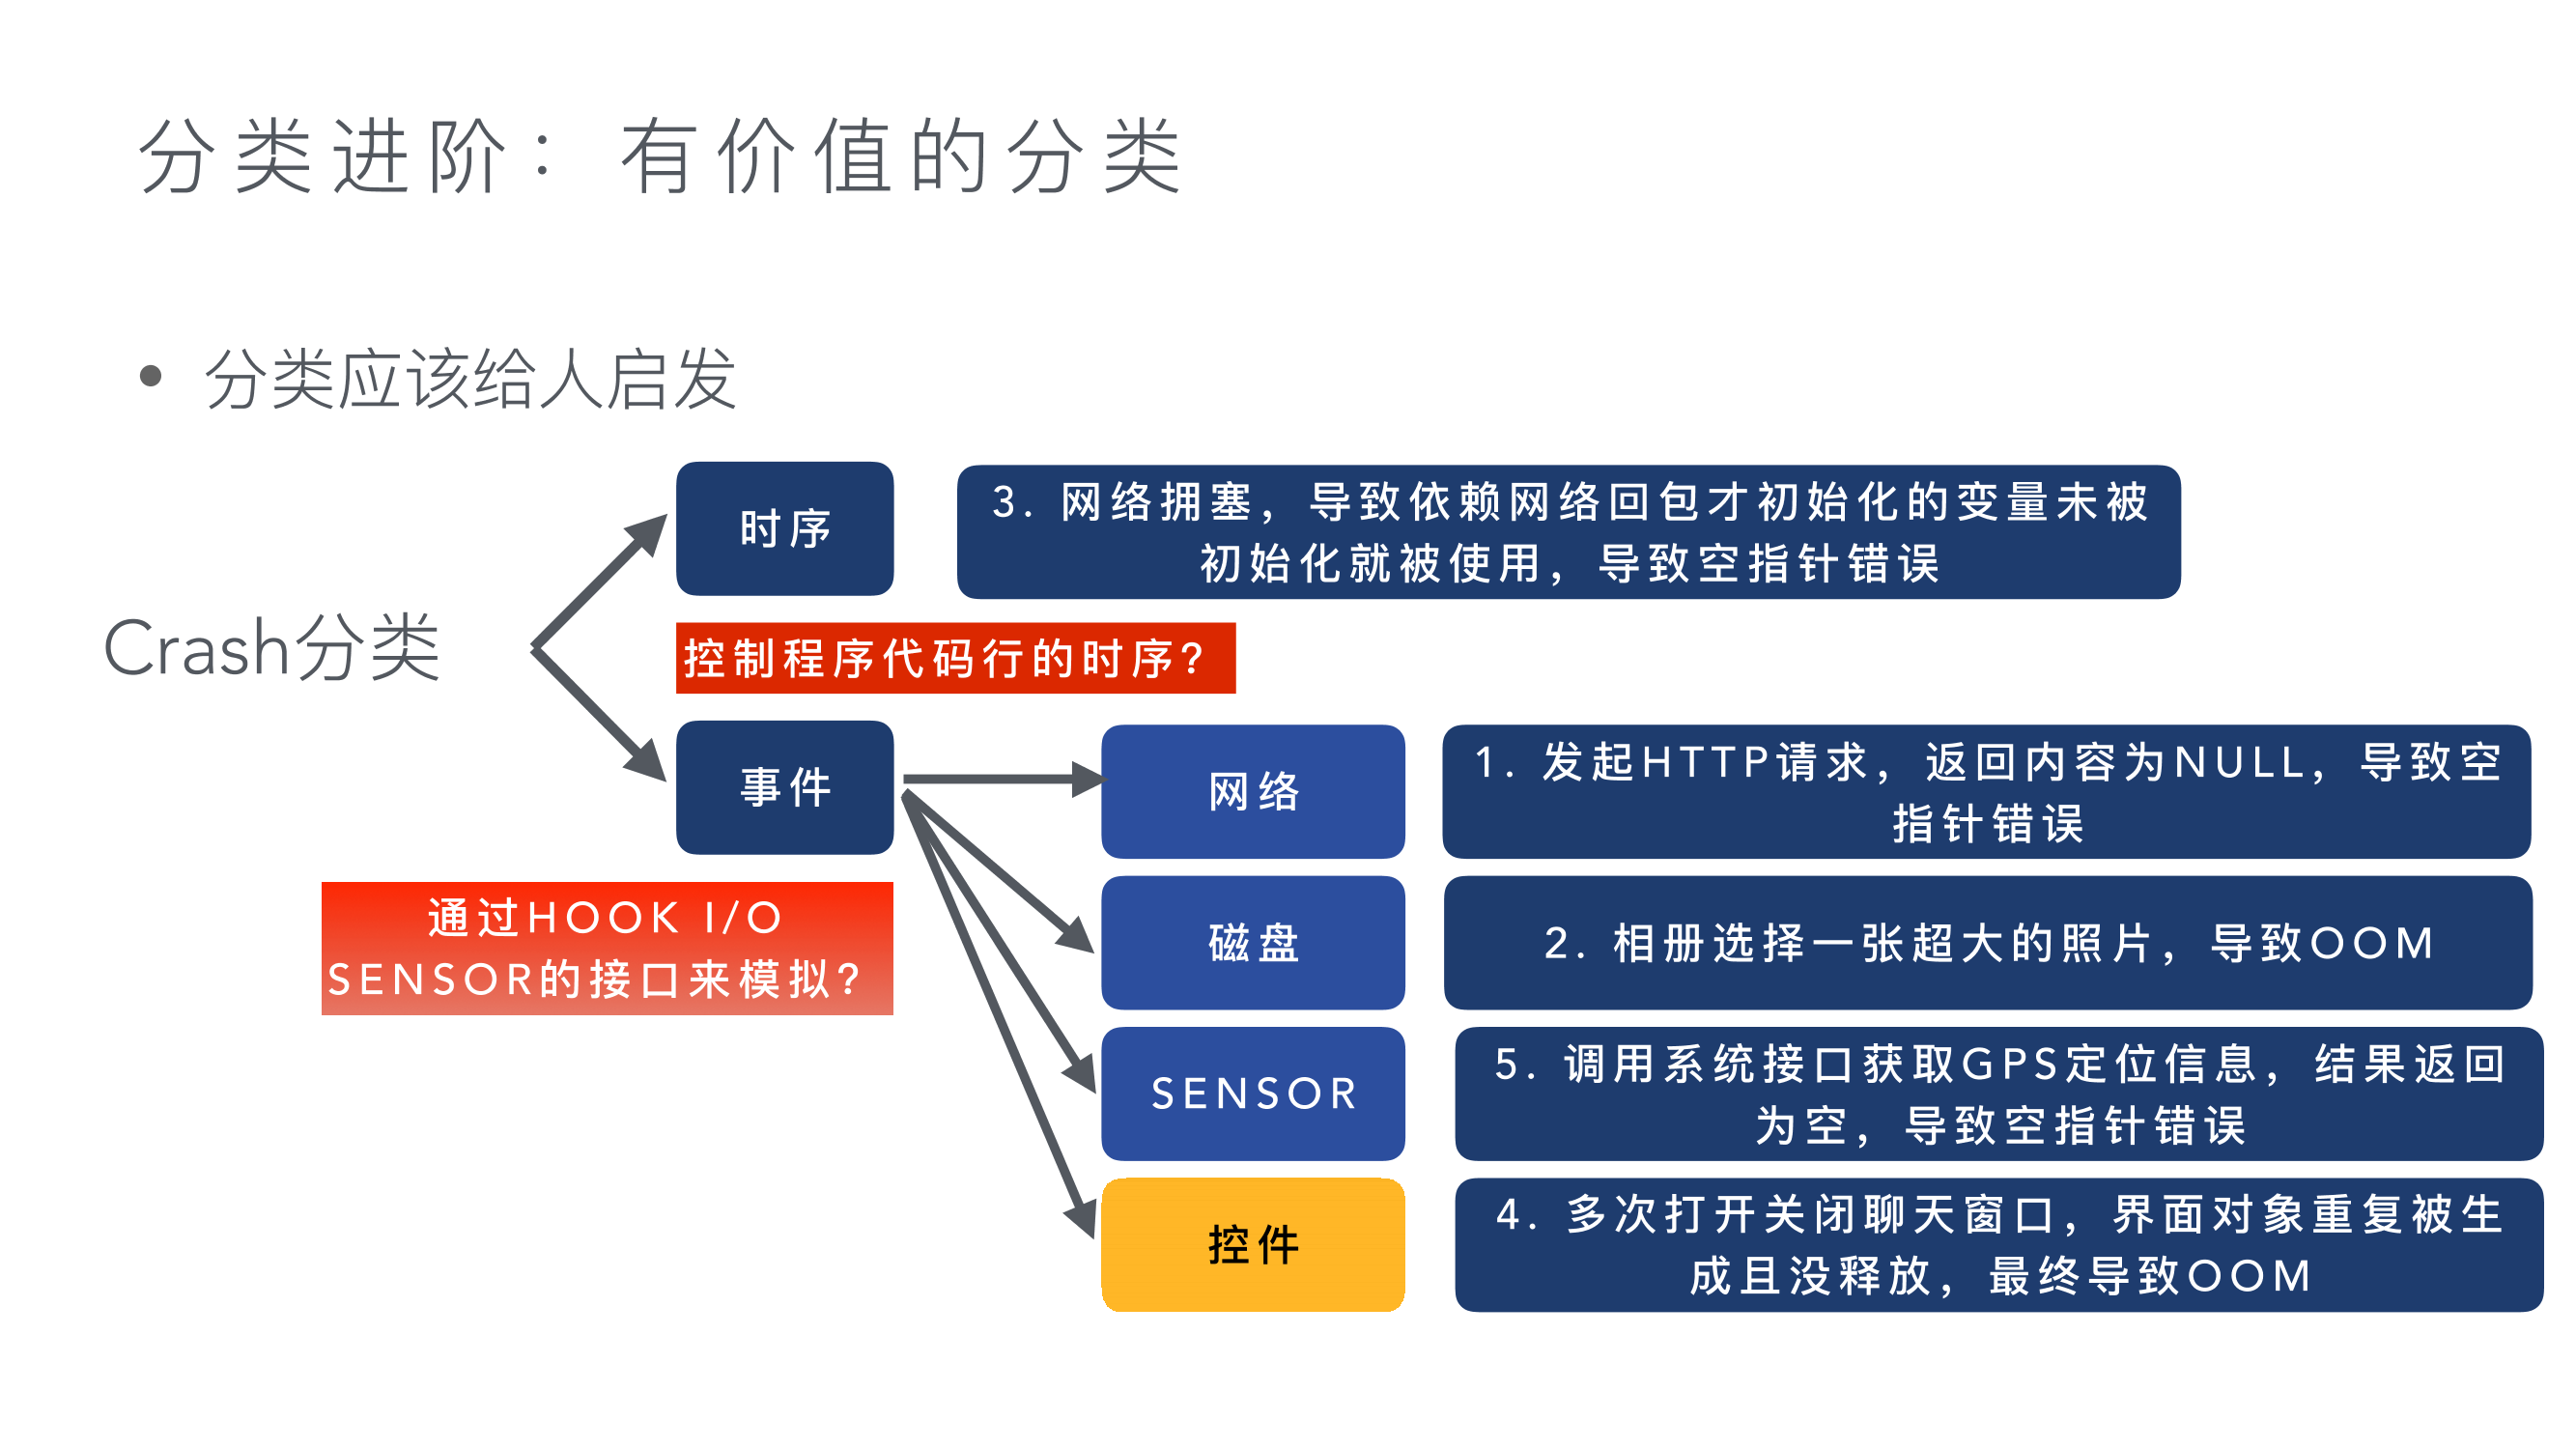 分类进阶：有价值的分类
• 分类应该给人启发
Crash分类
时序
3. 网络拥塞，导致依赖网络回包才初始化的变量未被
初始化就被使用，导致空指针错误
控制程序代码行的时序？
事件
网络
1. 发起HTTP请求，返回内容为NULL，导致空
指针错误
通过HOOK I/O
SENSOR的接口来模拟？
磁盘
2. 相册选择一张超大的照片，导致OOM
SENSOR
5. 调用系统接口获取GPS定位信息，结果返回
为空，导致空指针错误
控件
4. 多次打开关闭聊天窗口，界面对象重复被生
成且没释放，最终导致OOM